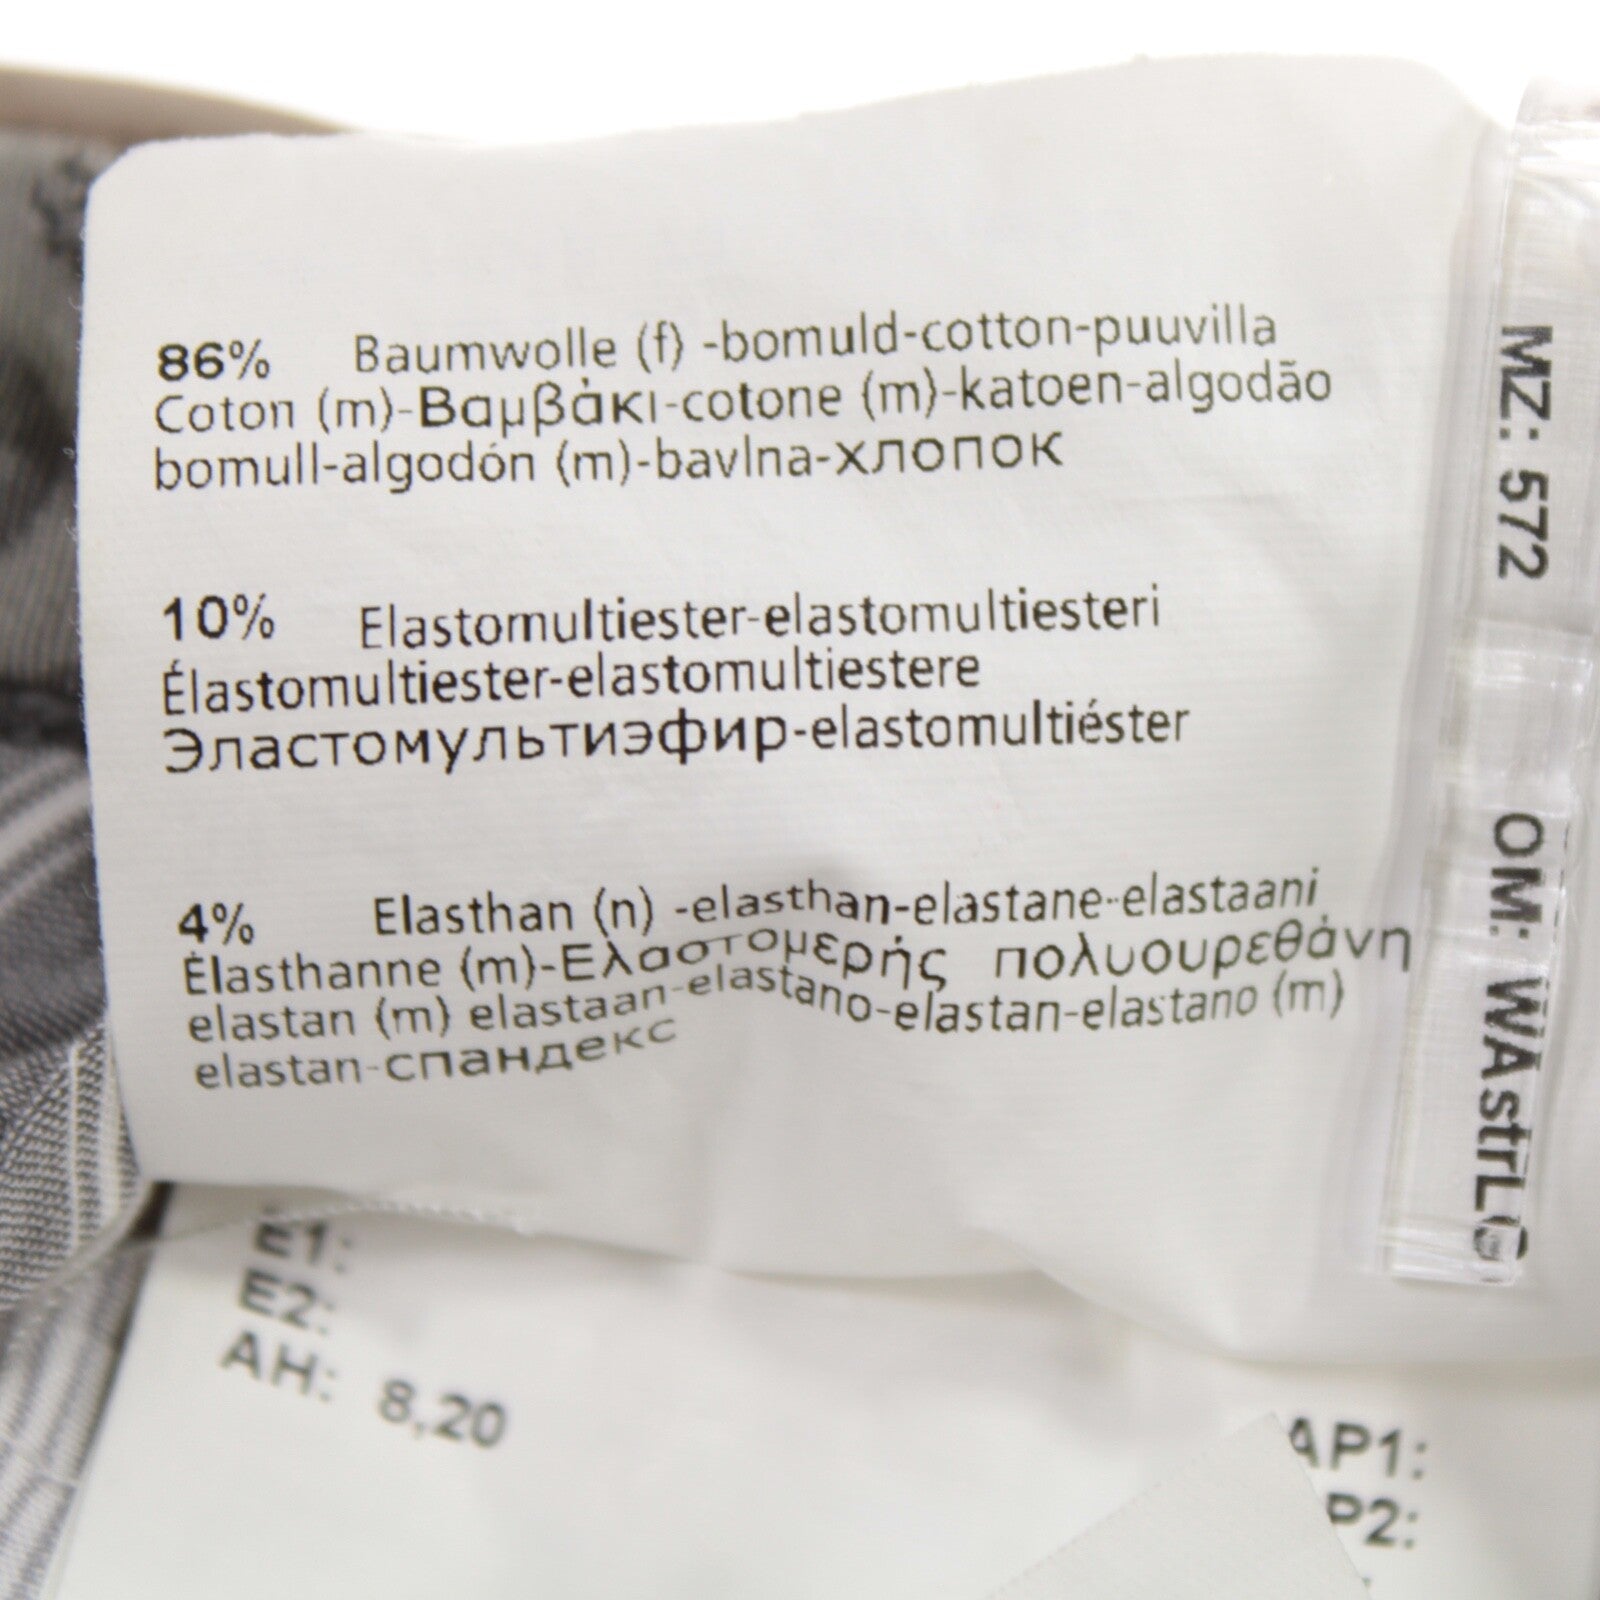 86% Baumwolle (f) -bomuld-cotton-puuvilla
Coton (m)-Βαμβάκι-cotone (m)-katoen-algodão
bomull-algodón (m)-bavlna-хлопок
10% Elastomultiester-elastomultiesteri
Élastomultiester-elastomultiestere
Эластомультиэфир-elastomultiéster
4% Elasthan (n) -elasthan-elastane-elastaani
Élasthanne (m)-Ελαστομερής πολυουρεθάνη
elastan (m) elastaan-elastano-elastan-elastano (m)
elastan-спандекс
MZ: 572 OM:
E1:
E2:
AH: 8,20
AP1:
P2: